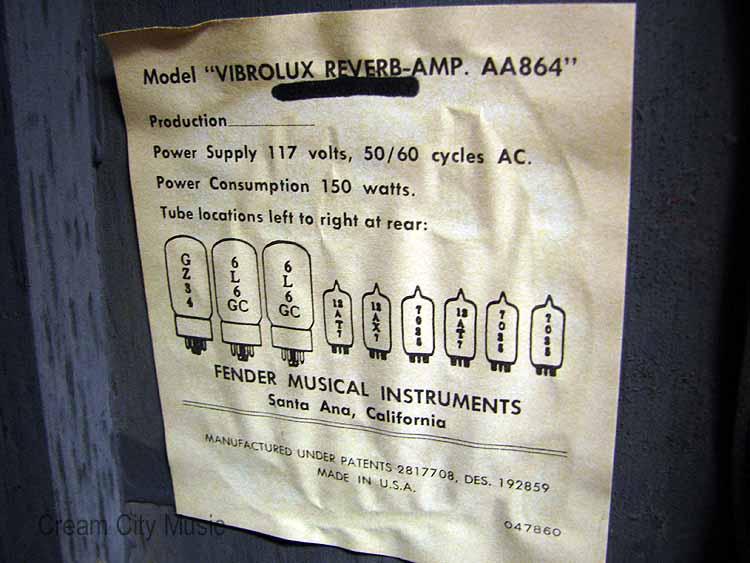 Model "VIBROLUX REVERB-AMP. AA864"
Production
Power Supply 117 volts, 50/60 cycles AC.
Power Consumption 150 watts.
Tube locations left to right at rear:
GZ34 6L6GC 6L6GC 12AT7 12AX7 7025 12AT7 7025 7025
FENDER MUSICAL INSTRUMENTS
Santa Ana, California
MANUFACTURED UNDER PATENTS 2817708, DES. 192859
MADE IN U.S.A.
047860
Cream City Music